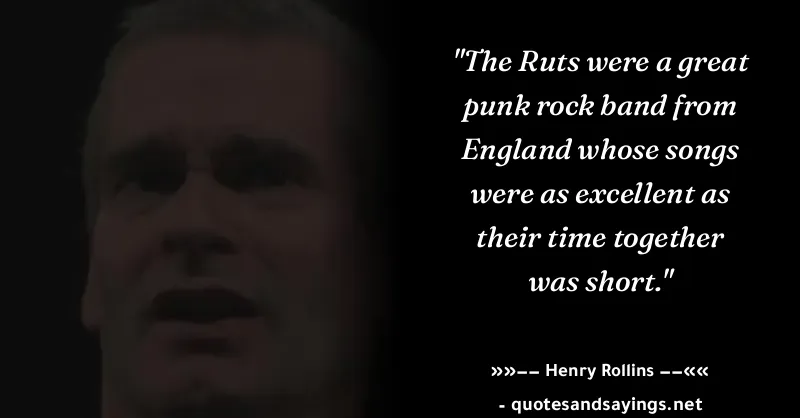 "The Ruts were a great
punk rock band from
England whose songs
were as excellent as
their time together
was short."
»»−− Henry Rollins −−««
- quotesandsayings.net